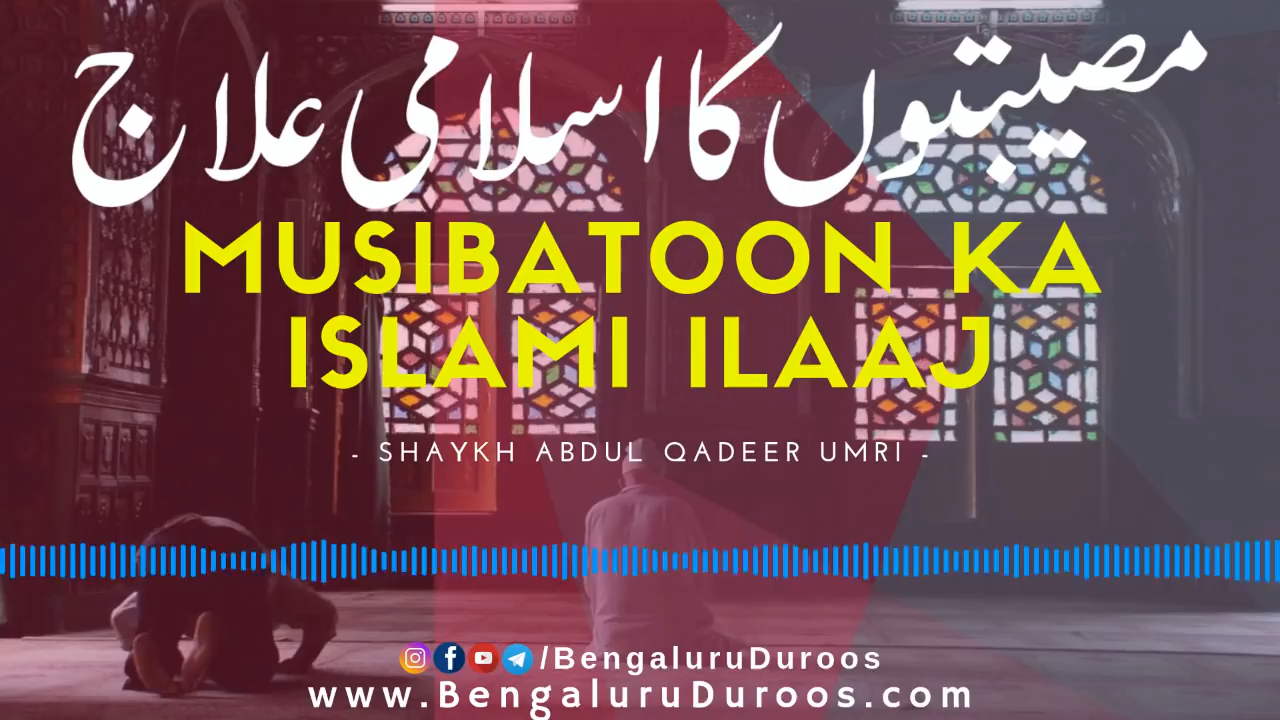 مصیبتوں کا اسلامی علاج
MUSIBATOON KA
ISLAMI ILAAJ
- SHAYKH ABDUL QADEER UMRI -
/BengaluruDuroos
www.BengaluruDuroos.com